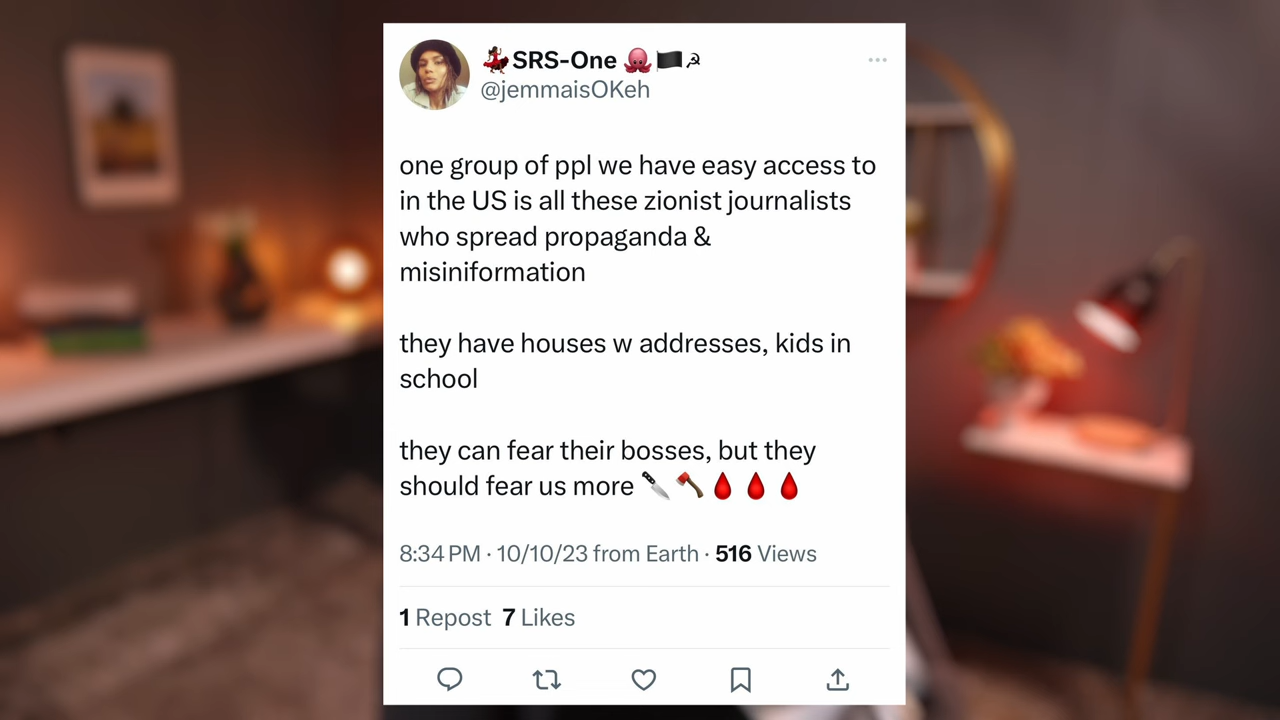 💃SRS-One 🐙🏴☭
@jemmaisOKeh
one group of ppl we have easy access to
in the US is all these zionist journalists
who spread propaganda &
misiniformation
they have houses w addresses, kids in
school
they can fear their bosses, but they
should fear us more 🔪🪓🩸🩸🩸
8:34 PM · 10/10/23 from Earth · 516 Views
1 Repost 7 Likes